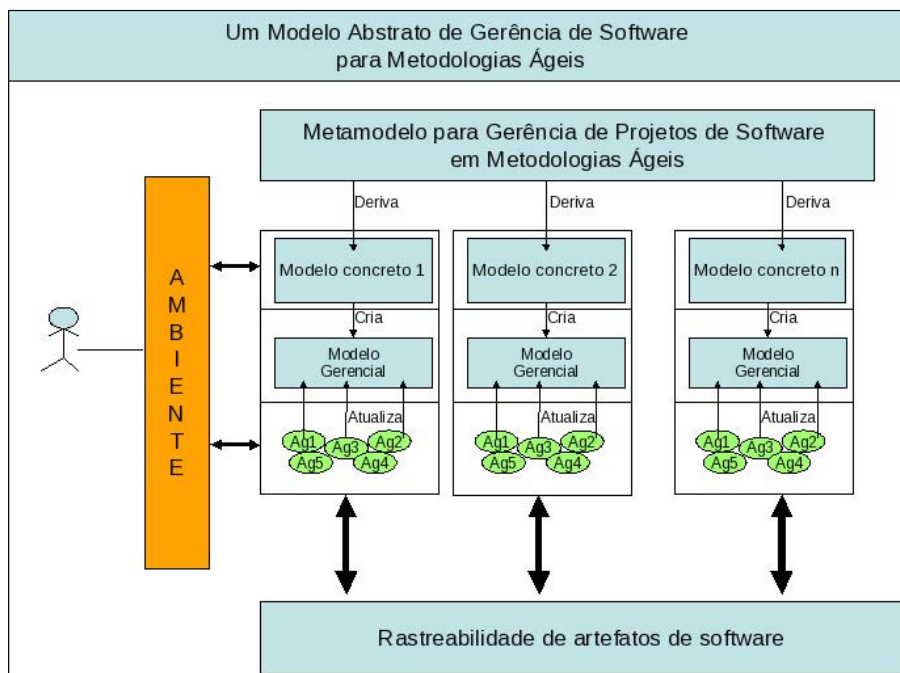 Um Modelo Abstrato de Gerência de Software
para Metodologias Ágeis
Metamodelo para Gerência de Projetos de Software
em Metodologias Ágeis
Deriva
Deriva
Deriva
AMBIENTE
Modelo concreto 1
Modelo concreto 2
Modelo concreto n
Cria
Cria
Cria
Modelo
Gerencial
Modelo
Gerencial
Modelo
Gerencial
Atualiza
Atualiza
Atualiza
Ag1 Ag3 Ag2
Ag5 Ag4
Ag1 Ag3 Ag2
Ag5 Ag4
Ag1 Ag3 Ag2
Ag5 Ag4
Rastreabilidade de artefatos de software